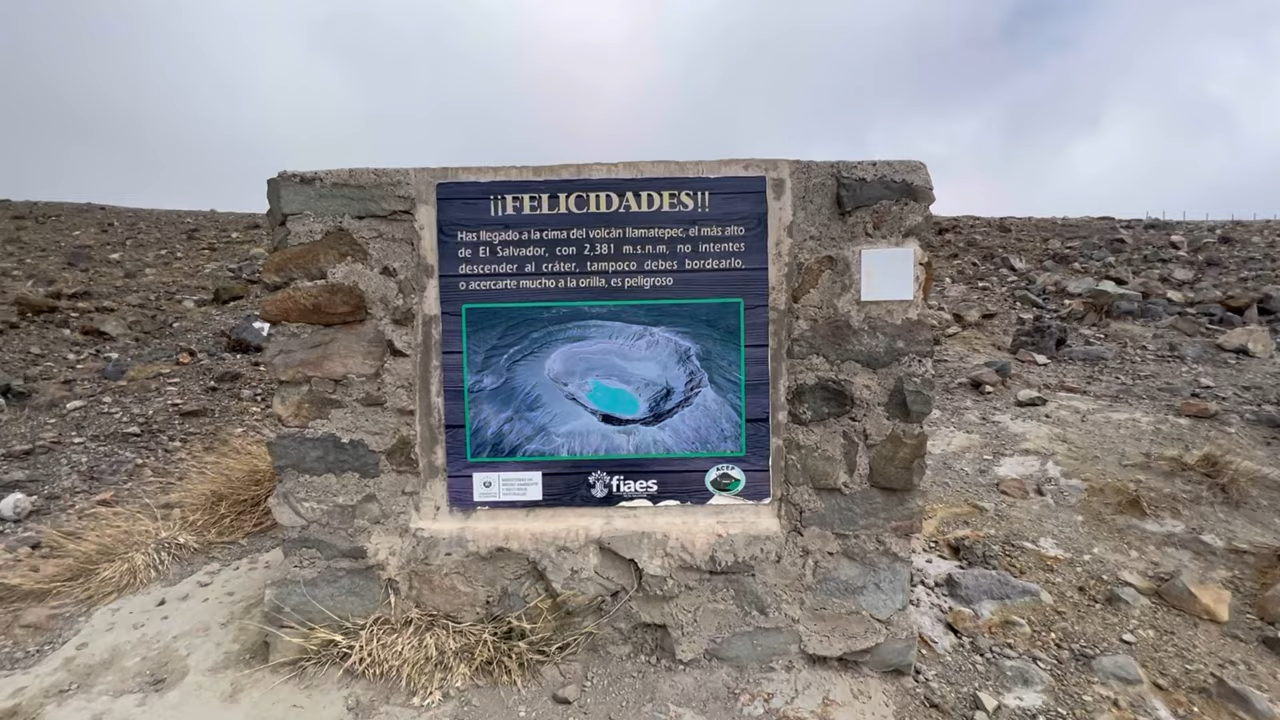 ¡¡FELICIDADES!!
Has llegado a la cima del volcán Ilamatepec, el más alto
de El Salvador, con 2,381 m.s.n.m, no intentes
descender al cráter, tampoco debes bordearlo,
o acercarte mucho a la orilla, es peligroso
MINISTERIO DE
MEDIO AMBIENTE
Y RECURSOS
NATURALES
fiaes
ACEP